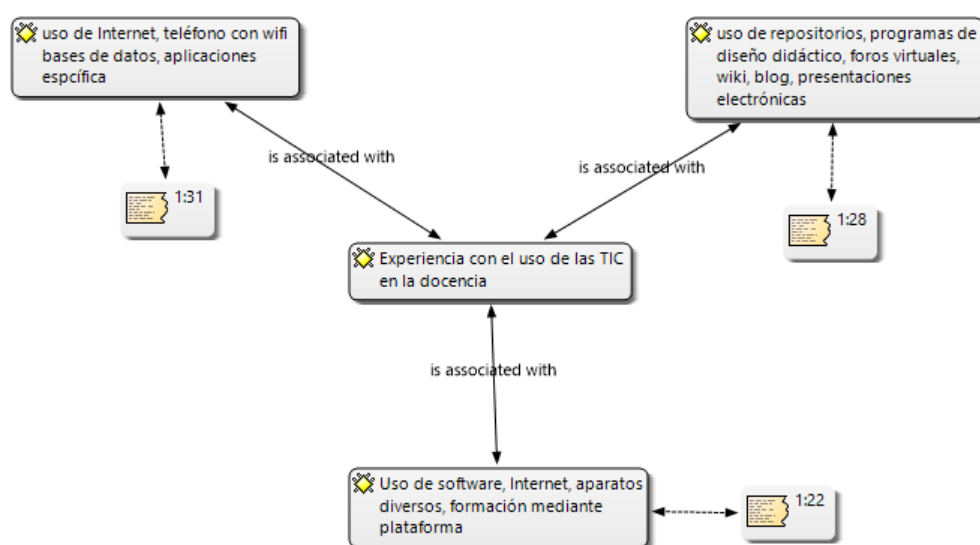 uso de Internet, teléfono con wifi
bases de datos, aplicaciones
espcífica
uso de repositorios, programas de
diseño didáctico, foros virtuales,
wiki, blog, presentaciones
electrónicas
is associated with
is associated with
1:31
1:28
Experiencia con el uso de las TIC
en la docencia
is associated with
Uso de software, Internet, aparatos
diversos, formación mediante
plataforma
1:22